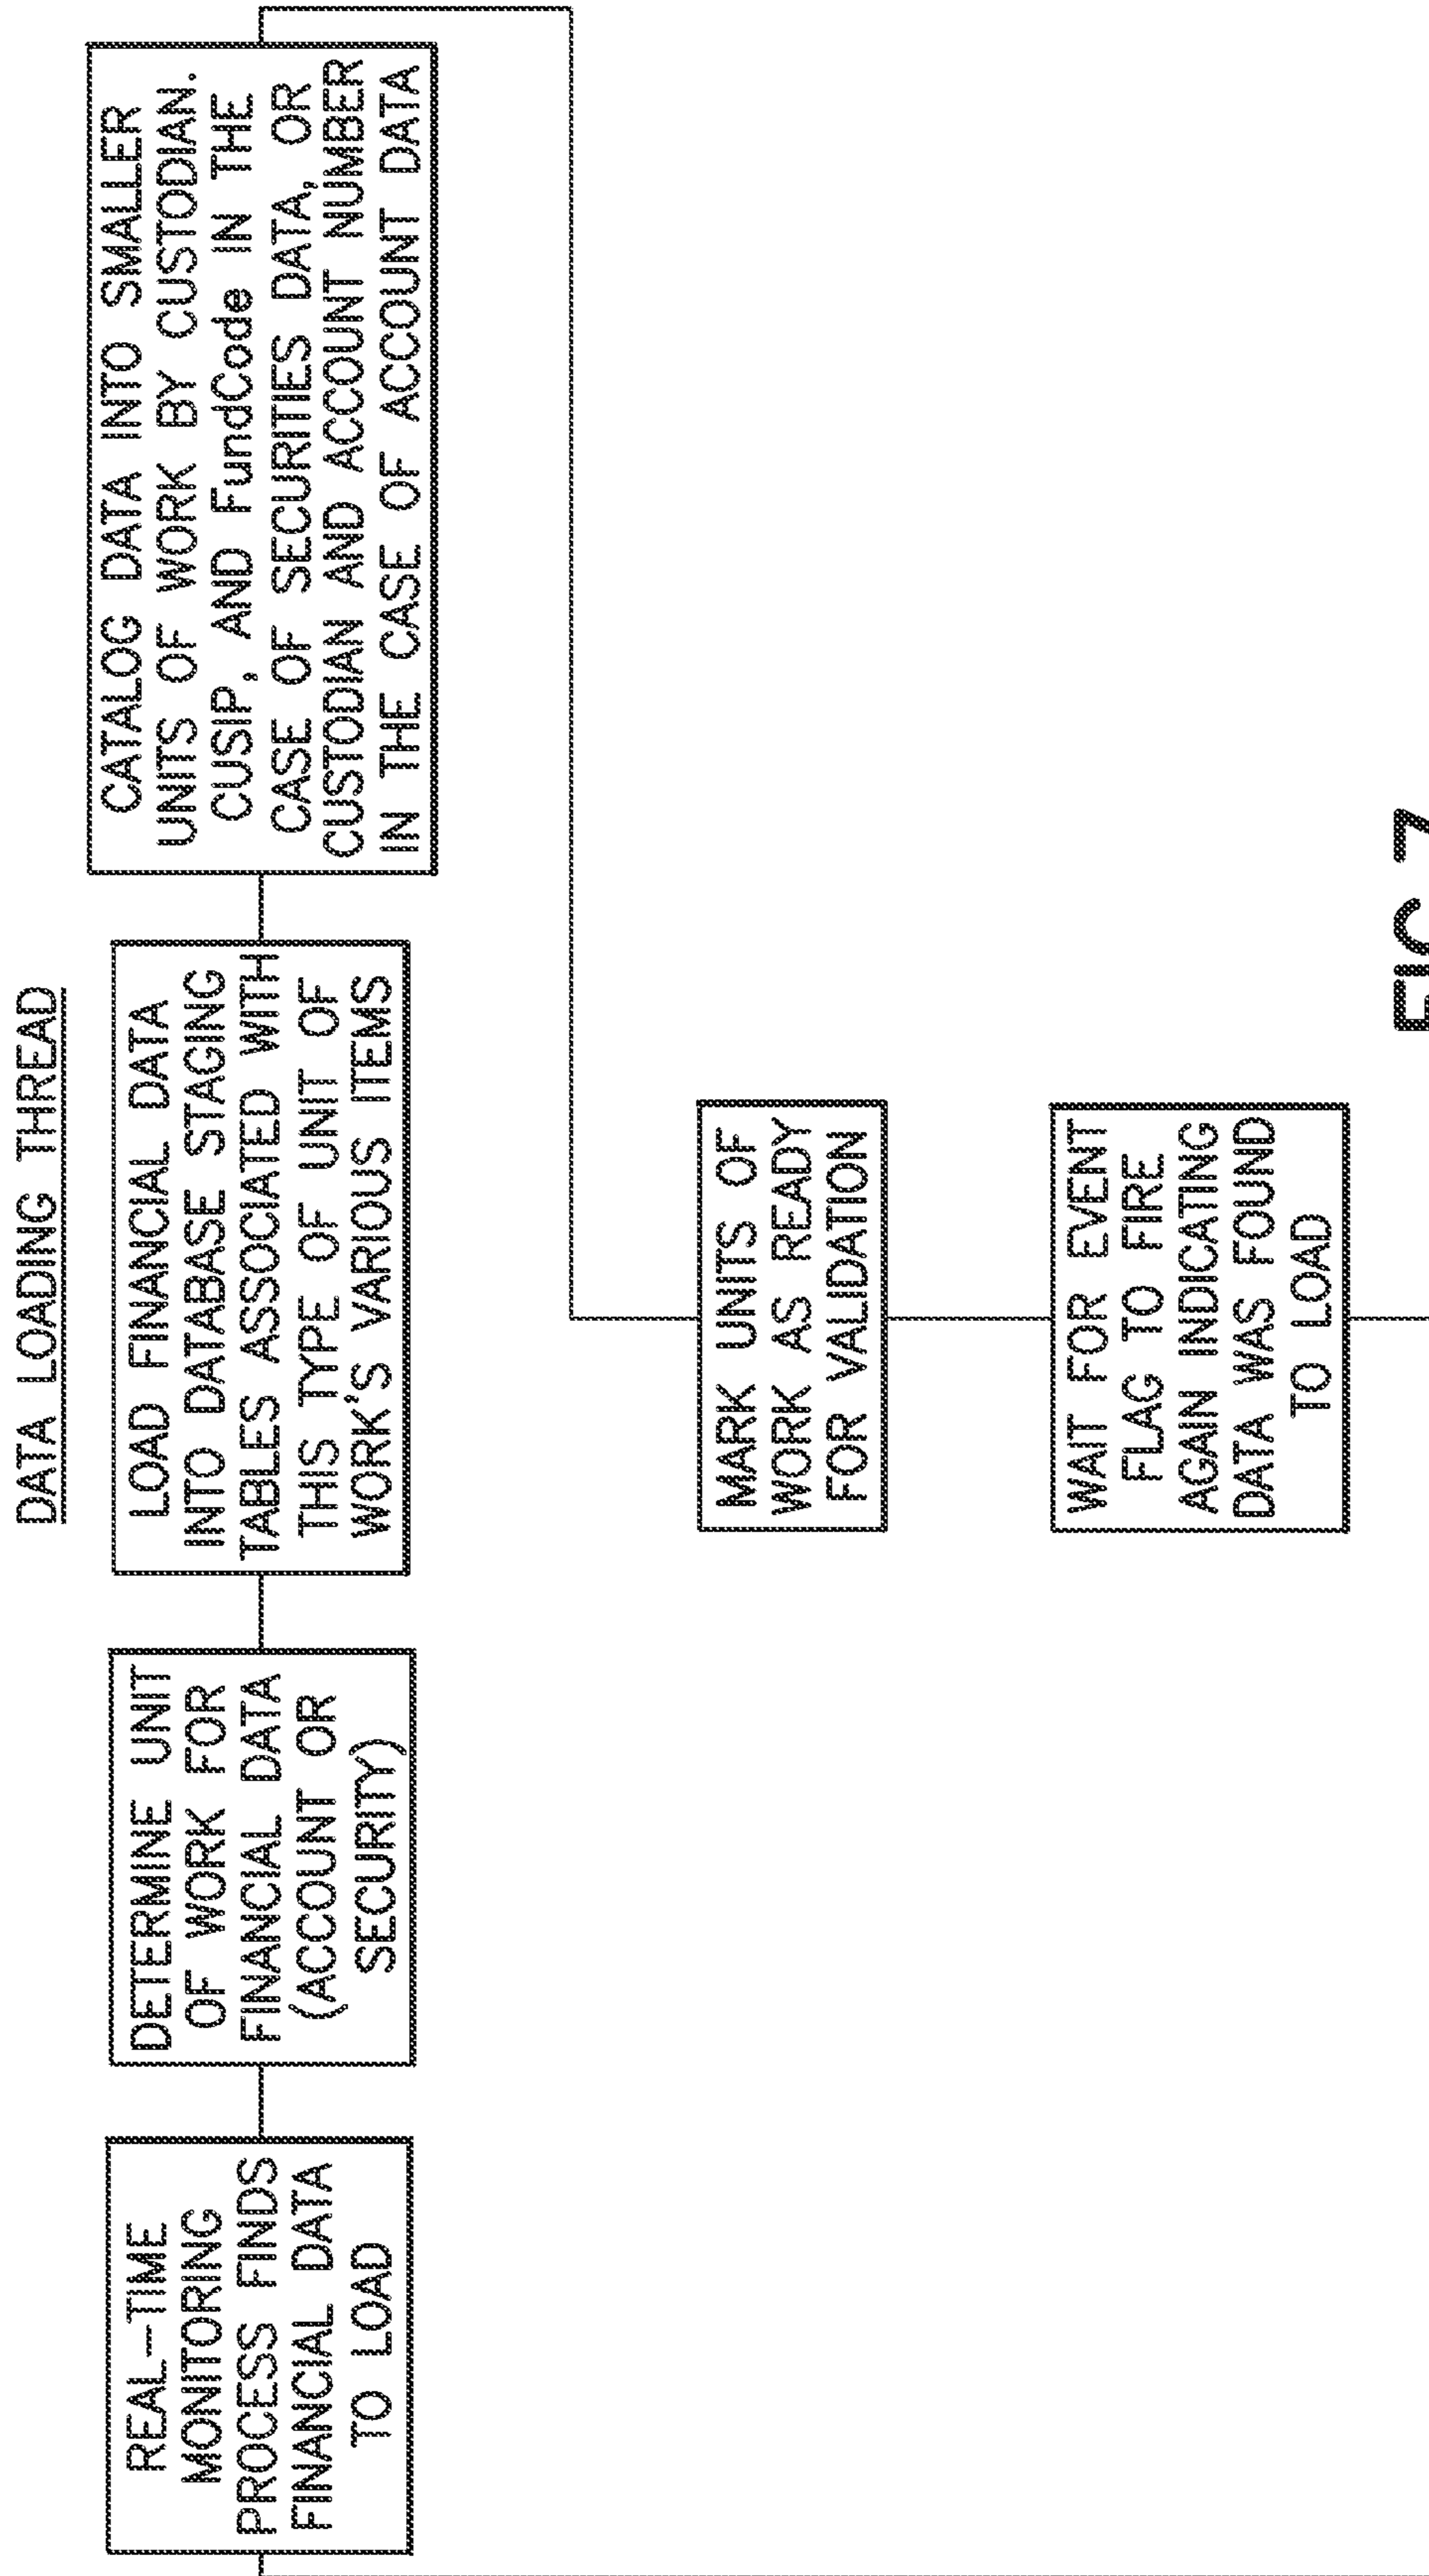 DATA LOADING THREAD
REAL-TIME
MONITORING
PROCESS FINDS
FINANCIAL DATA
TO LOAD
DETERMINE UNIT
OF WORK FOR
FINANCIAL DATA
(ACCOUNT OR
SECURITY)
LOAD FINANCIAL DATA
INTO DATABASE STAGING
TABLES ASSOCIATED WITH
THIS TYPE OF UNIT OF
WORK'S VARIOUS ITEMS
CATALOG DATA INTO SMALLER
UNITS OF WORK BY CUSTODIAN.
CUSIP, AND FundCode IN THE
CASE OF SECURITIES DATA, OR
CUSTODIAN AND ACCOUNT NUMBER
IN THE CASE OF ACCOUNT DATA
MARK UNITS OF
WORK AS READY
FOR VALIDATION
WAIT FOR EVENT
FLAG TO FIRE
AGAIN INDICATING
DATA WAS FOUND
TO LOAD
FIG 7